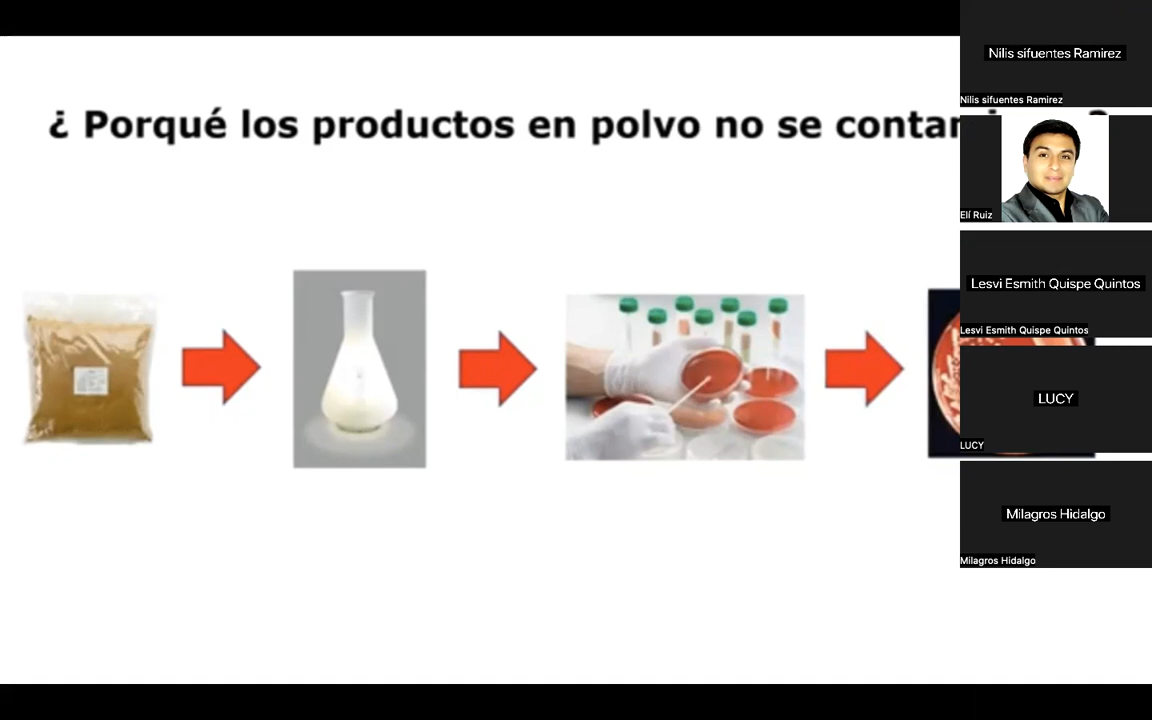 ¿ Porqué los productos en polvo no se
Nilis sifuentes Ramirez
Nilis sifuentes Ramirez
Elí Ruiz
Lesvi Esmith Quispe Quintos
Lesvi Esmith Quispe Quintos
LUCY
LUCY
Milagros Hidalgo
Milagros Hidalgo